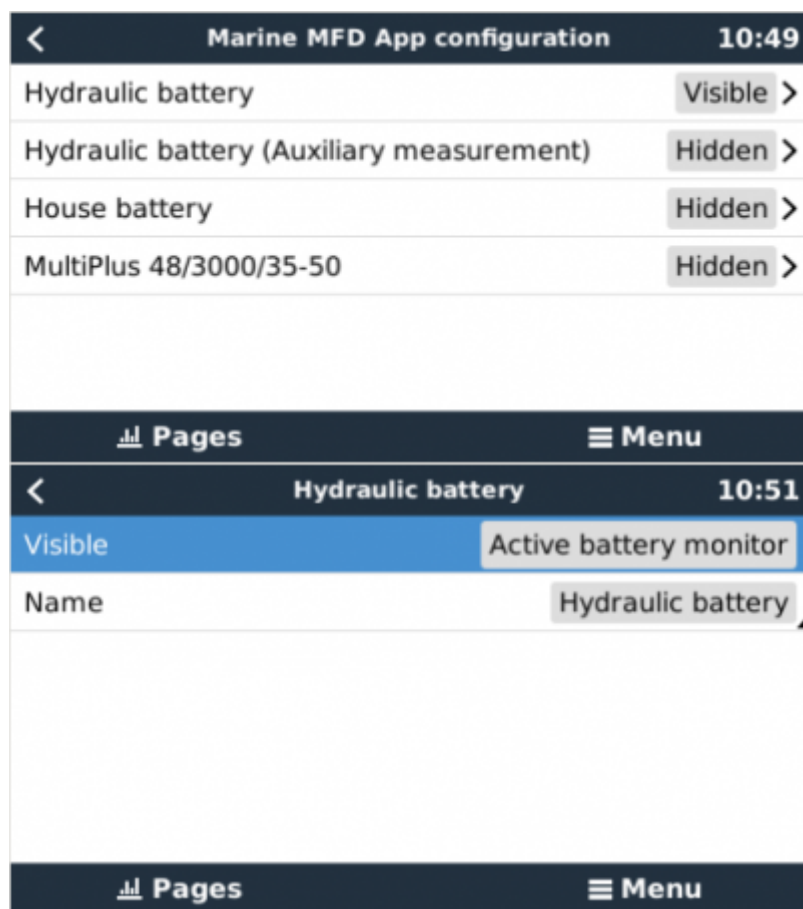 Marine MFD App configuration 10:49
Hydraulic battery Visible
Hydraulic battery (Auxiliary measurement) Hidden
House battery Hidden
MultiPlus 48/3000/35-50 Hidden
Pages Menu
Hydraulic battery 10:51
Visible Active battery monitor
Name Hydraulic battery
Pages Menu